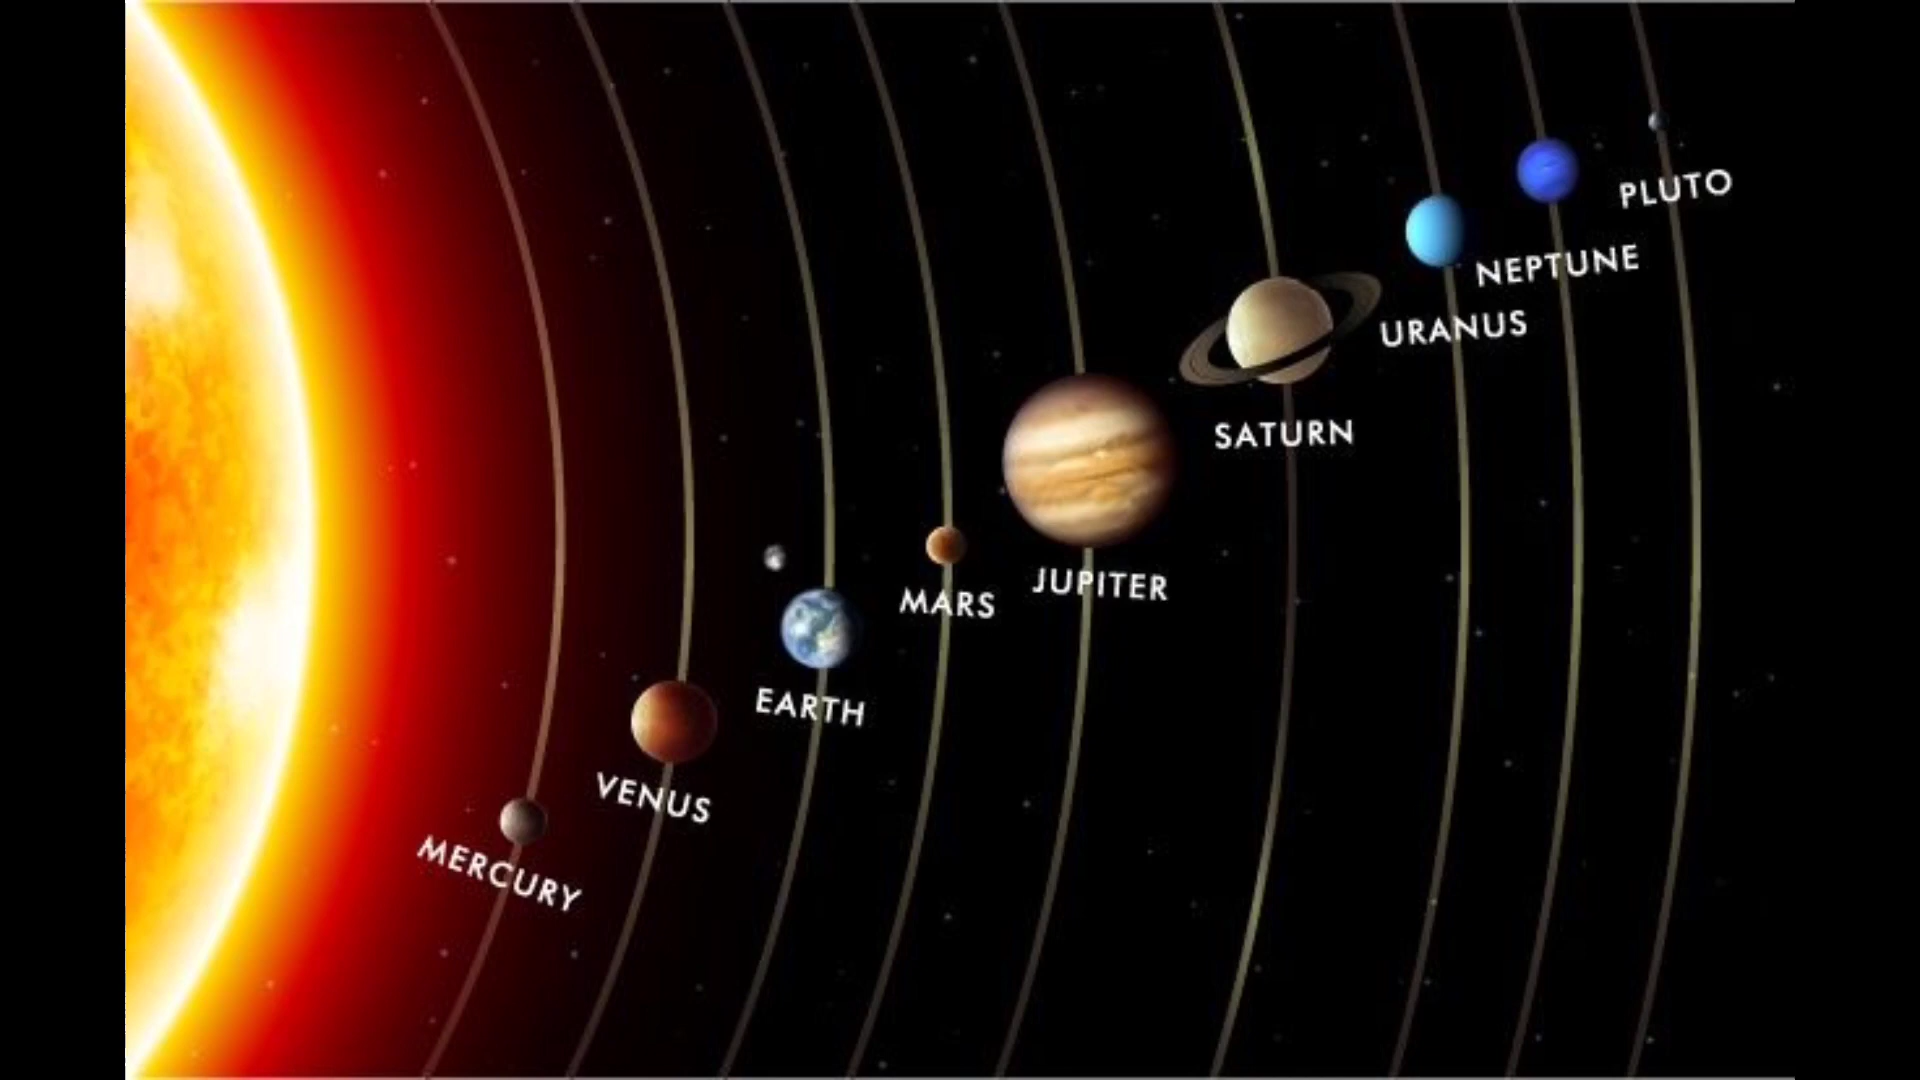 MERCURY
VENUS
EARTH
MARS
JUPITER
SATURN
URANUS
NEPTUNE
PLUTO